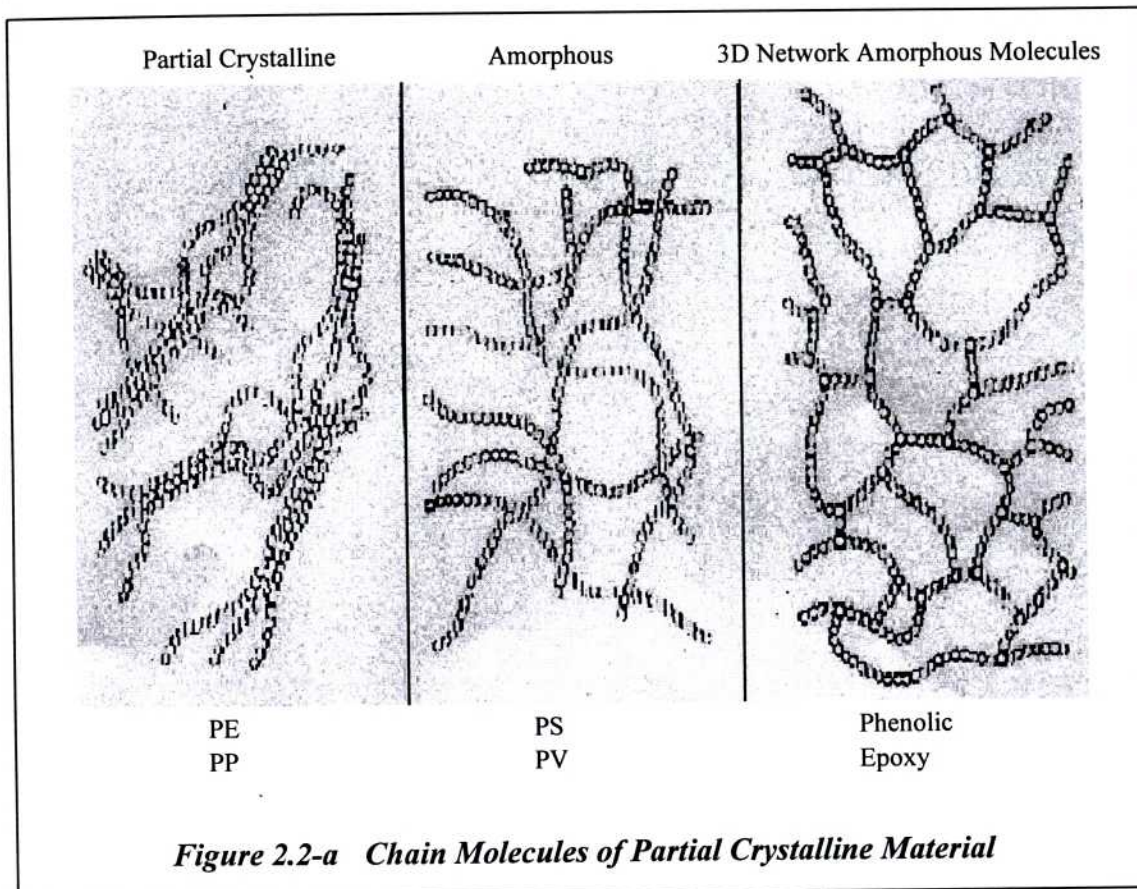 Partial Crystalline
Amorphous
3D Network Amorphous Molecules
PE
PP
PS
PV
Phenolic
Epoxy
Figure 2.2-a Chain Molecules of Partial Crystalline Material